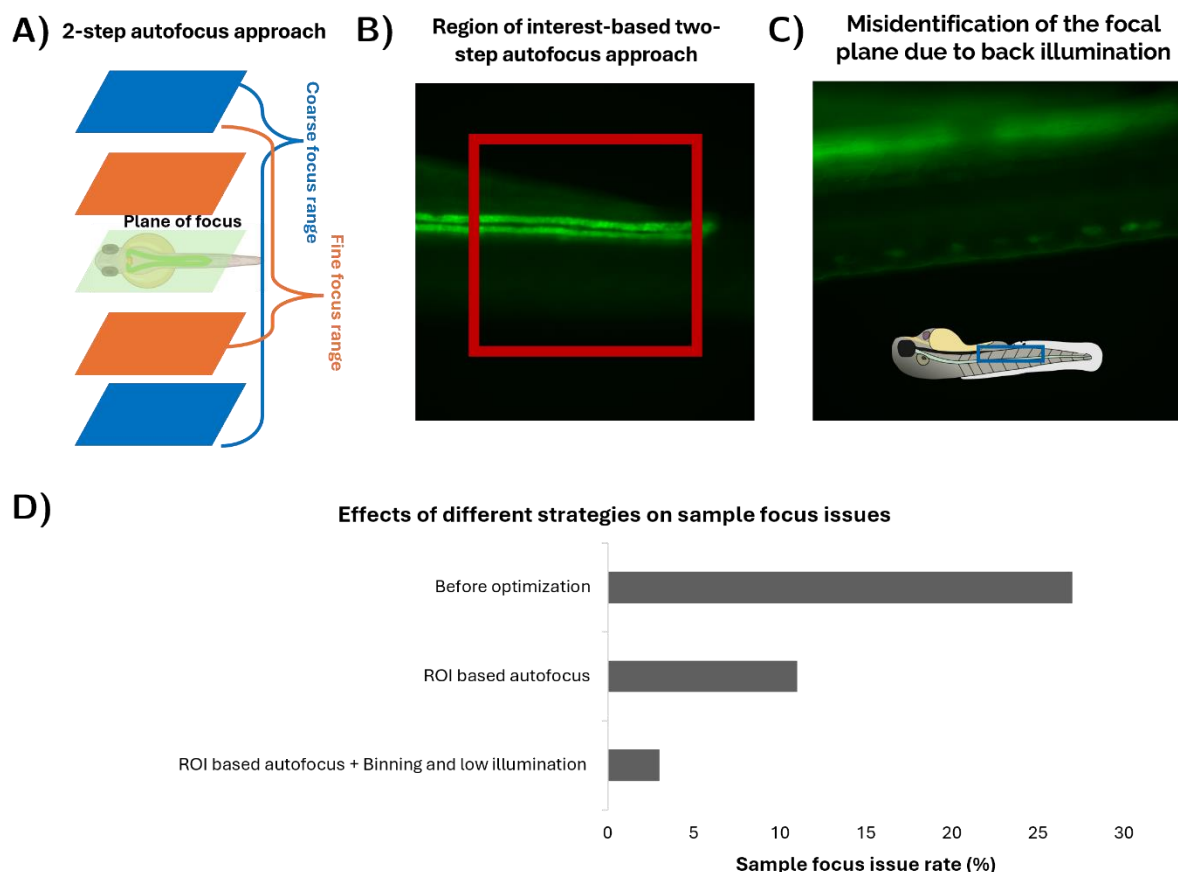 A)
2-step autofocus approach
Coarse focus range
Plane of focus
Fine focus range
B)
Region of interest-based two-
step autofocus approach
C)
Misidentification of the focal
plane due to back illumination
D)
Effects of different strategies on sample focus issues
Before optimization
ROI based autofocus
ROI based autofocus + Binning and low illumination
0 5 10 15 20 25 30
Sample focus issue rate (%)